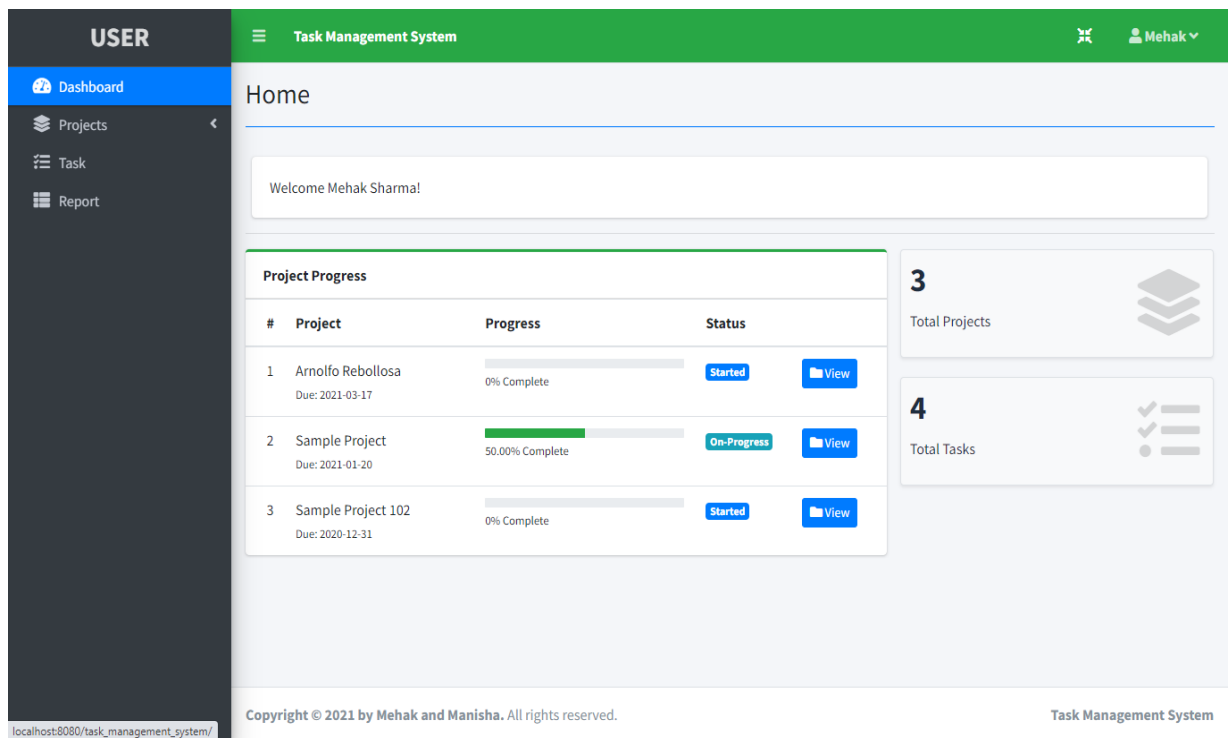 USER
Task Management System
Mehak
Dashboard
Projects
Task
Report
Home
Welcome Mehak Sharma!
Project Progress
# Project Progress Status
1 Arnolfo Rebollosa 0% Complete Started View
Due: 2021-03-17
2 Sample Project 50.00% Complete On-Progress View
Due: 2021-01-20
3 Sample Project 102 0% Complete Started View
Due: 2020-12-31
3
Total Projects
4
Total Tasks
Copyright © 2021 by Mehak and Manisha. All rights reserved.
Task Management System
localhost:8080/task_management_system/